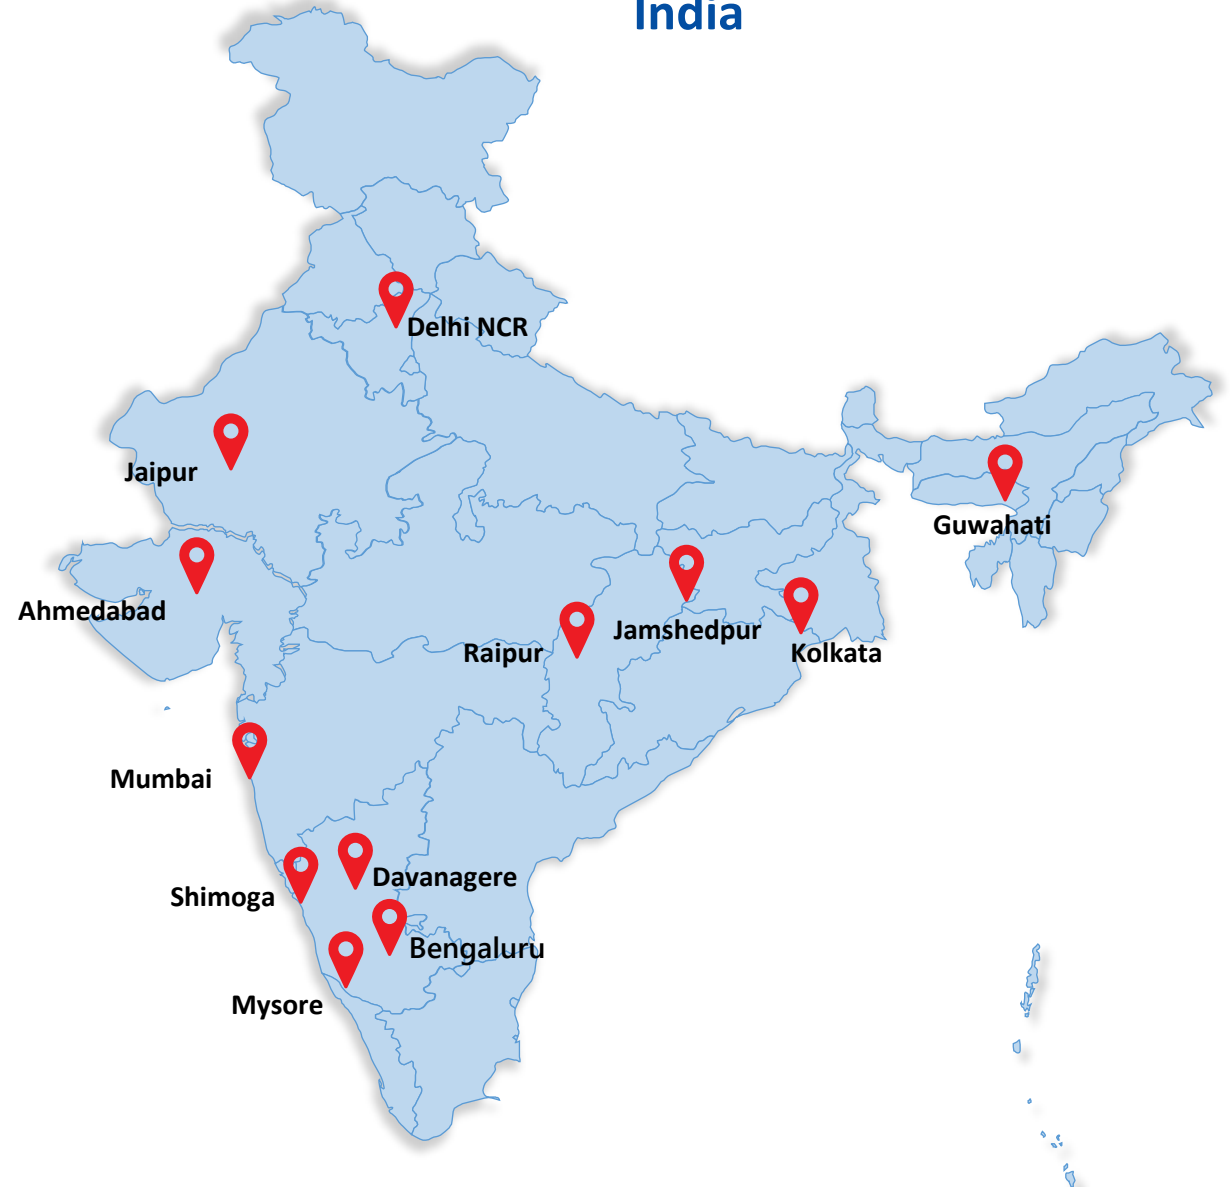 India
Delhi NCR
Jaipur
Guwahati
Ahmedabad
Jamshedpur
Raipur
Kolkata
Mumbai
Davanagere
Shimoga
Bengaluru
Mysore